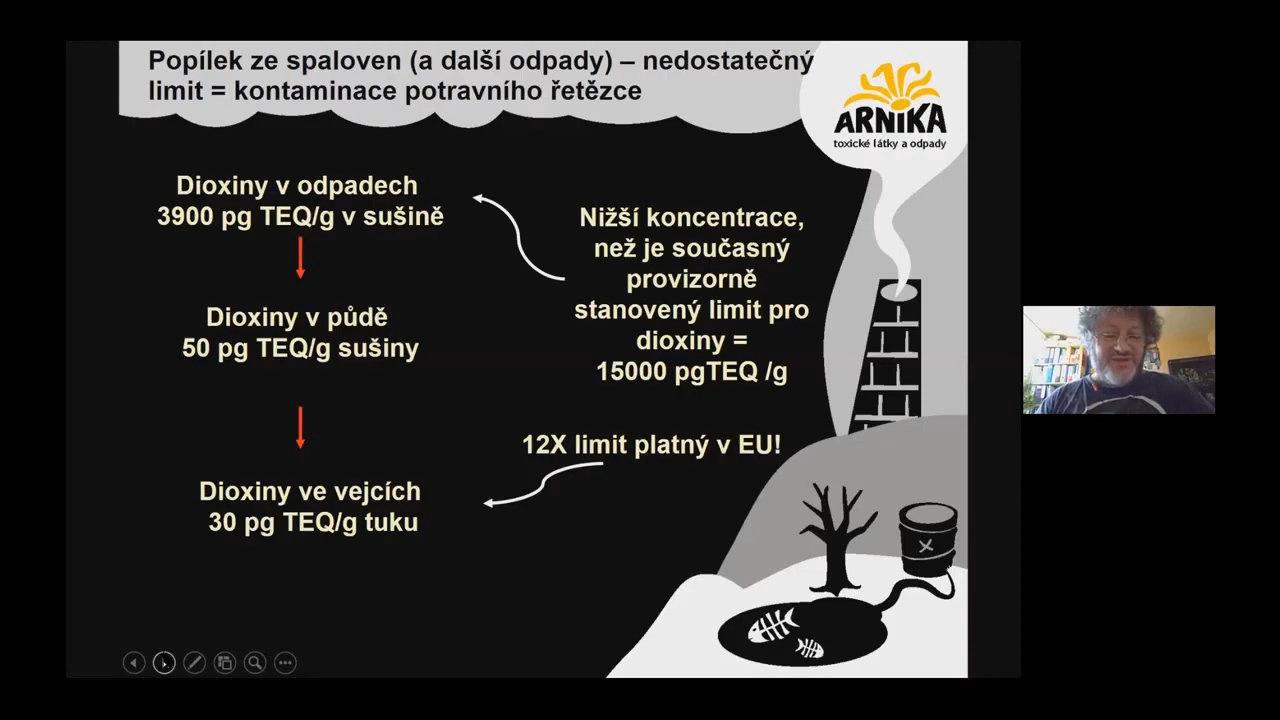 Popílek ze spaloven (a další odpady) – nedostatečný
limit = kontaminace potravního řetězce
ARNIKA
toxické látky a odpady
Dioxiny v odpadech
3900 pg TEQ/g v sušině
Nižší koncentrace,
než je současný
provizorně
stanovený limit pro
dioxiny =
15000 pgTEQ /g
Dioxiny v půdě
50 pg TEQ/g sušiny
12X limit platný v EU!
Dioxiny ve vejcích
30 pg TEQ/g tuku